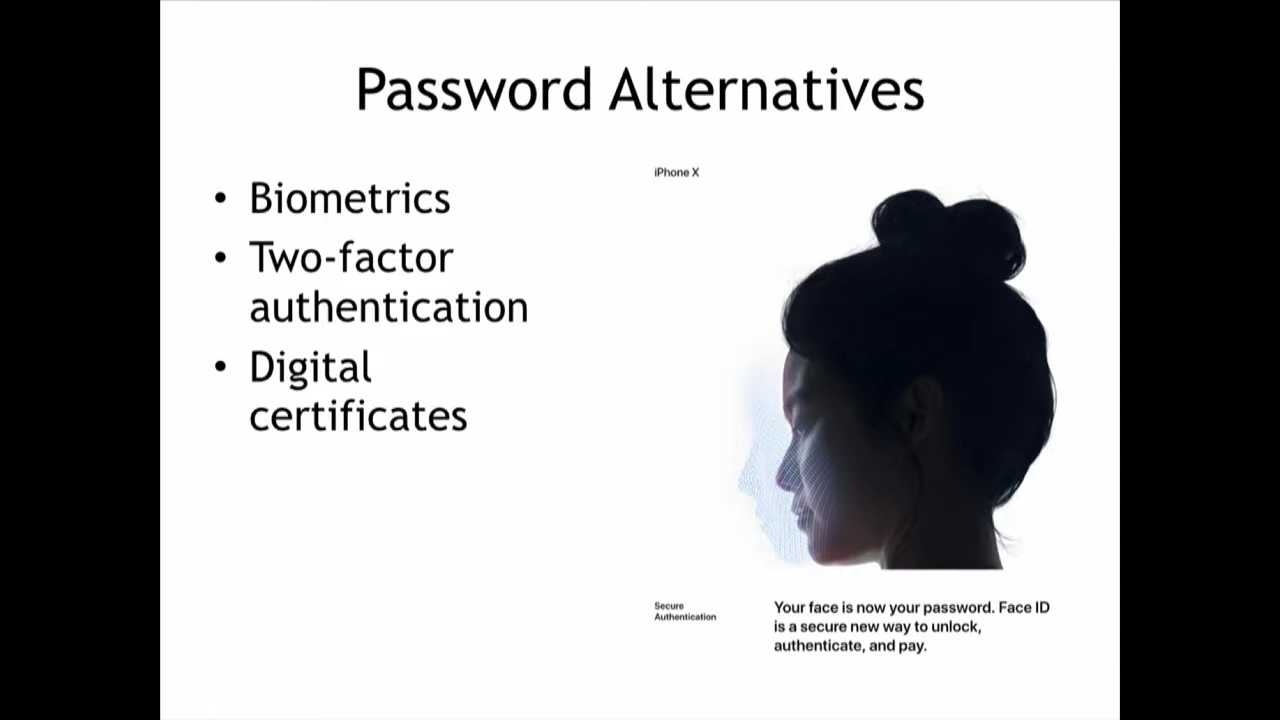 Password Alternatives
• Biometrics
• Two-factor
authentication
• Digital
certificates
iPhone X
Secure
Authentication
Your face is now your password. Face ID
is a secure new way to unlock,
authenticate, and pay.